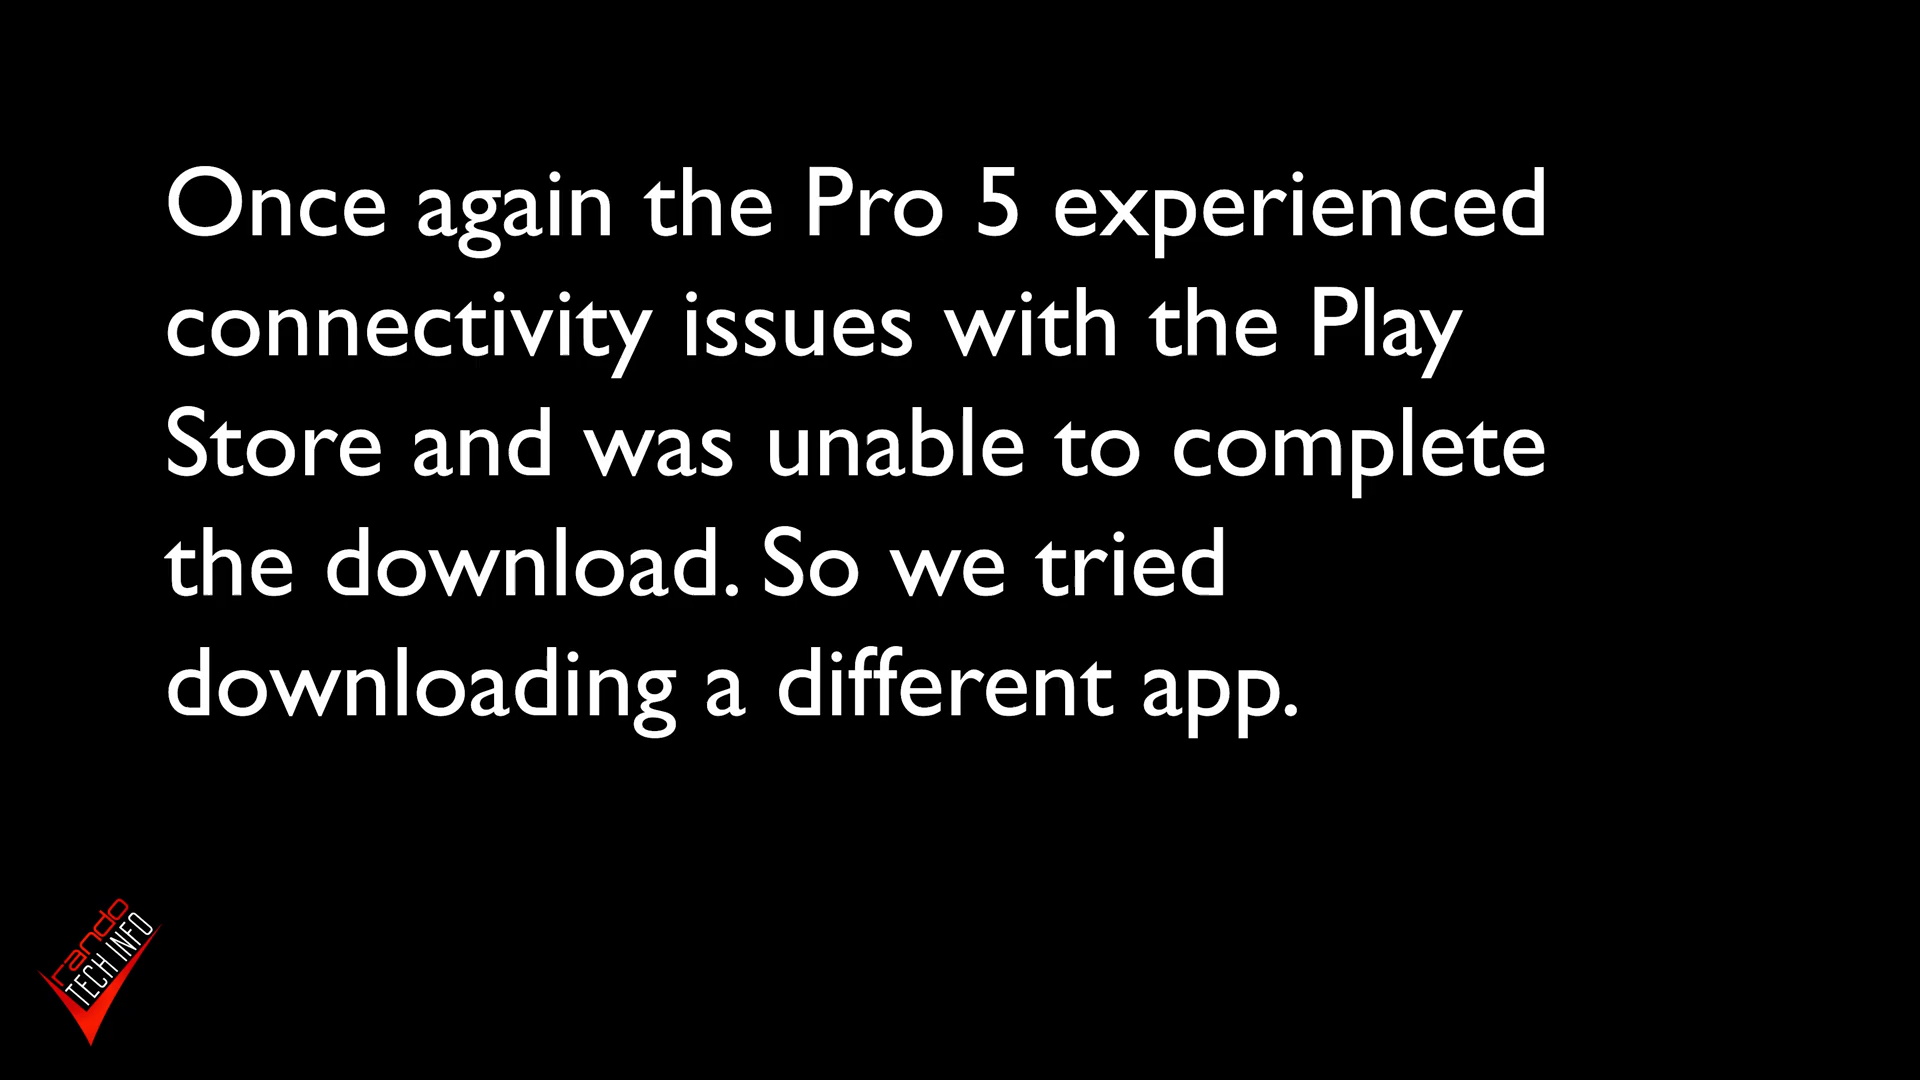 Once again the Pro 5 experienced
connectivity issues with the Play
Store and was unable to complete
the download. So we tried
downloading a different app.
rando
TECH INFO